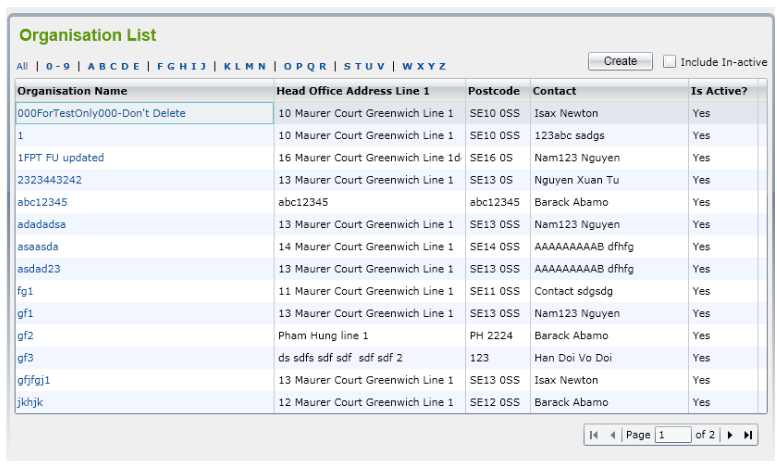 Organisation List
All | 0 - 9 | A B C D E | F G H I J | K L M N | O P Q R | S T U V | W X Y Z Create Include In-active
Organisation Name Head Office Address Line 1 Postcode Contact Is Active?
000ForTestOnly000-Don't Delete 10 Maurer Court Greenwich Line 1 SE10 0SS Isax Newton Yes
1 10 Maurer Court Greenwich Line 1 SE10 0SS 123abc sadgs Yes
1FPT FU updated 16 Maurer Court Greenwich Line 1d SE16 0S Nam123 Nguyen Yes
2323443242 13 Maurer Court Greenwich Line 1 SE13 0S Nguyen Xuan Tu Yes
abc12345 abc12345 abc12345 Barack Abamo Yes
adadadsa 13 Maurer Court Greenwich Line 1 SE13 0SS Nam123 Nguyen Yes
asaasda 14 Maurer Court Greenwich Line 1 SE14 0SS AAAAAAAAAB dfhfg Yes
asdad23 13 Maurer Court Greenwich Line 1 SE13 0SS AAAAAAAAAB dfhfg Yes
fg1 11 Maurer Court Greenwich Line 1 SE11 0SS Contact sdgsdg Yes
gf1 13 Maurer Court Greenwich Line 1 SE13 0SS Nam123 Nguyen Yes
gf2 Pham Hung line 1 PH 2224 Barack Abamo Yes
gf3 ds sdfs sdf sdf sdf sdf 2 123 Han Doi Vo Doi Yes
gfjfgj1 13 Maurer Court Greenwich Line 1 SE13 0SS Isax Newton Yes
jkhjk 12 Maurer Court Greenwich Line 1 SE12 0SS Barack Abamo Yes
Page 1 of 2